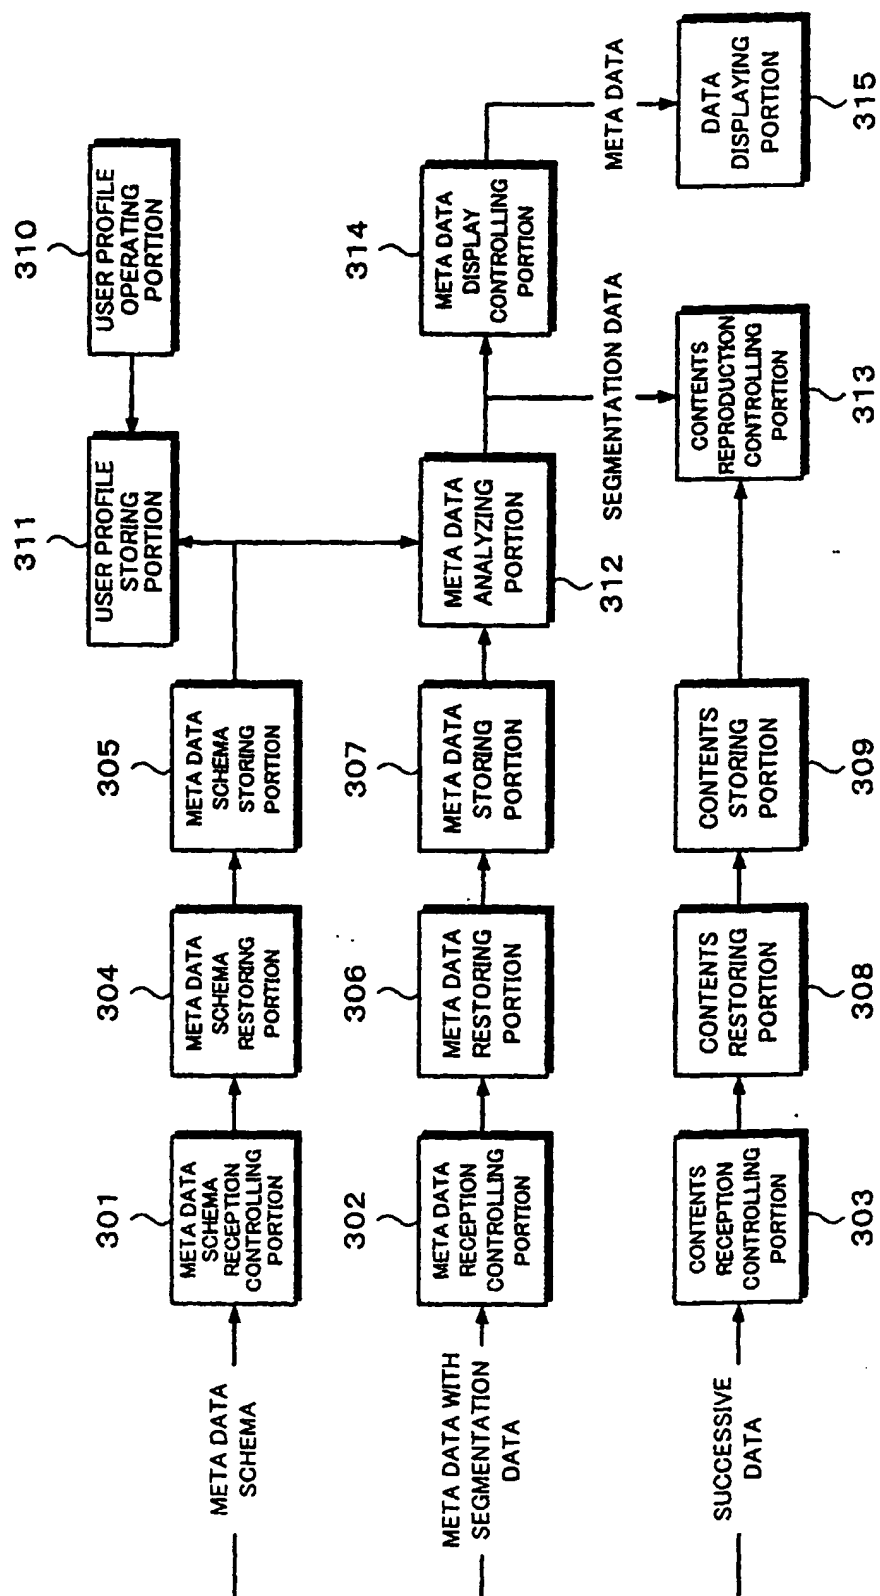 META DATA
SCHEMA
301
META DATA
SCHEMA
RECEPTION
CONTROLLING
PORTION
304
META DATA
SCHEMA
RESTORING
PORTION
305
META DATA
SCHEMA
STORING
PORTION
311
USER PROFILE
STORING
PORTION
310
USER PROFILE
OPERATING
PORTION
META DATA WITH
SEGMENTATION
DATA
302
META DATA
RECEPTION
CONTROLLING
PORTION
306
META DATA
RESTORING
PORTION
307
META DATA
STORING
PORTION
META DATA
ANALYZING
PORTION
312
314
META DATA
DISPLAY
CONTROLLING
PORTION
SEGMENTATION DATA
META DATA
SUCCESSIVE
DATA
CONTENTS
RECEPTION
CONTROLLING
PORTION
303
CONTENTS
RESTORING
PORTION
308
CONTENTS
STORING
PORTION
309
CONTENTS
REPRODUCTION
CONTROLLING
PORTION
313
DATA
DISPLAYING
PORTION
315